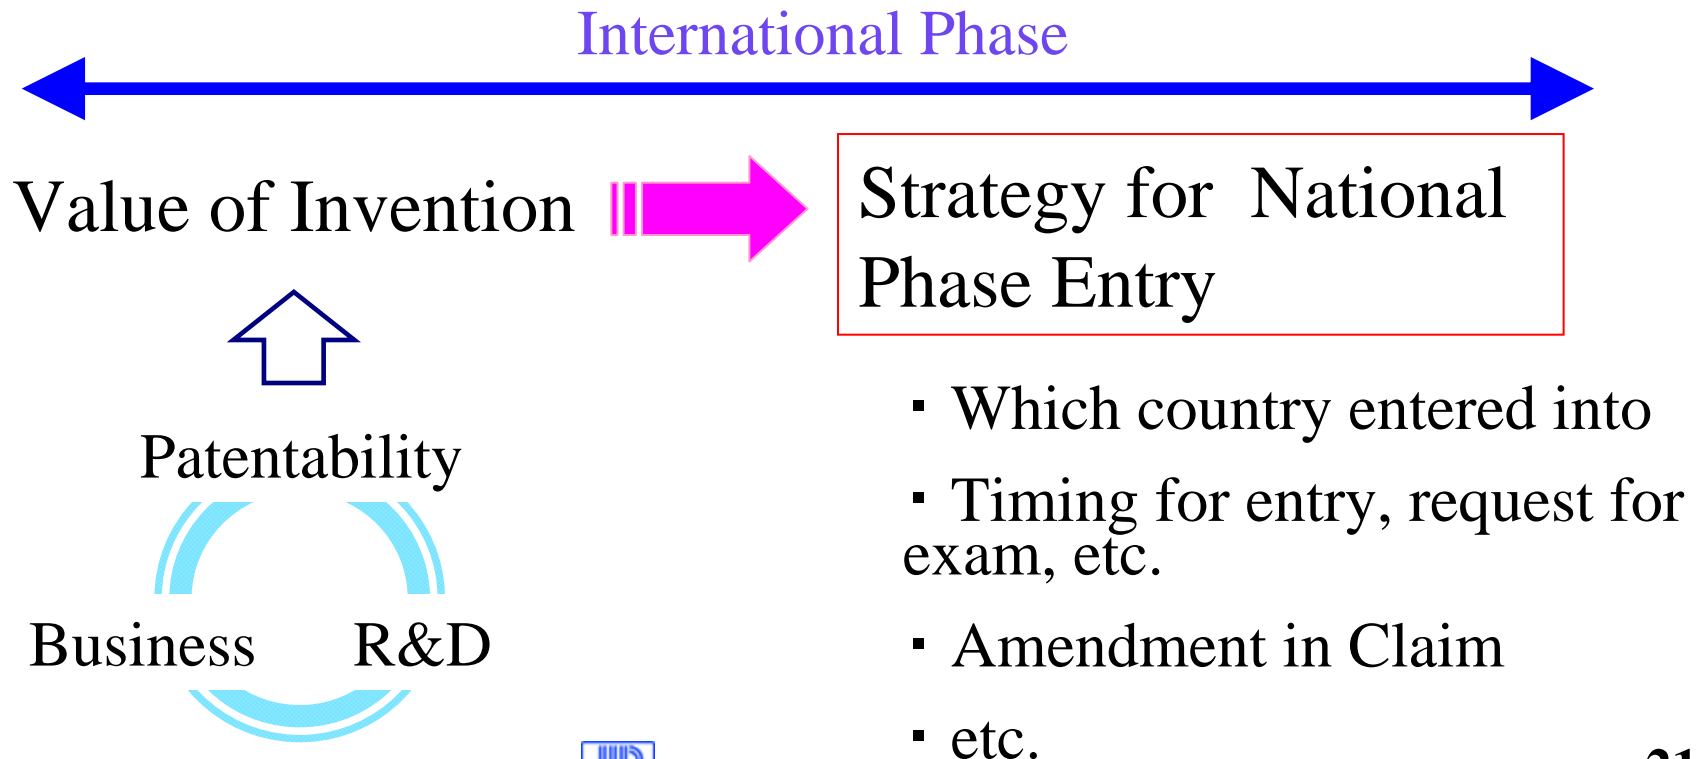 International Phase
Value of Invention
Strategy for National
Phase Entry
Patentability
Business R&D
▪ Which country entered into
▪ Timing for entry, request for
exam, etc.
▪ Amendment in Claim
▪ etc.
21